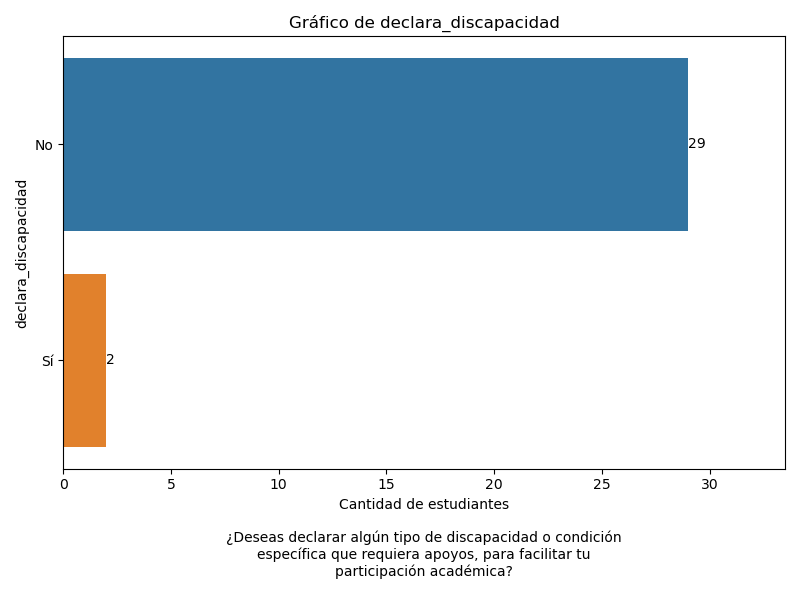 Gráfico de declara_discapacidad
declara_discapacidad
No
29
Sí
2
0 5 10 15 20 25 30
Cantidad de estudiantes
¿Deseas declarar algún tipo de discapacidad o condición
específica que requiera apoyos, para facilitar tu
participación académica?